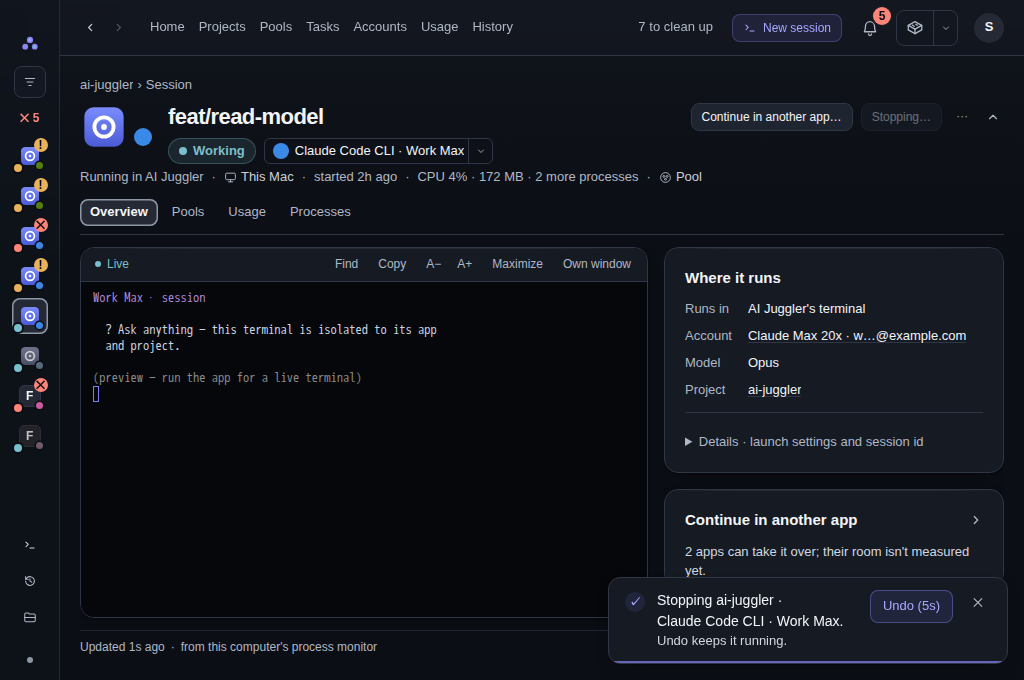 Home Projects Pools Tasks Accounts Usage History
7 to clean up
New session
5
S
5
ai-juggler › Session
feat/read-model
Continue in another app…
Stopping…
Working
Claude Code CLI · Work Max
Running in AI Juggler · This Mac · started 2h ago · CPU 4% · 172 MB · 2 more processes · Pool
Overview Pools Usage Processes
Live
Find Copy A− A+ Maximize Own window
Work Max · session
? Ask anything — this terminal is isolated to its app
and project.
(preview — run the app for a live terminal)
Where it runs
Runs in AI Juggler's terminal
Account Claude Max 20x · w…@example.com
Model Opus
Project ai-juggler
Details · launch settings and session id
Continue in another app
2 apps can take it over; their room isn't measured
yet.
Stopping ai-juggler ·
Claude Code CLI · Work Max.
Undo keeps it running.
Undo (5s)
Updated 1s ago · from this computer's process monitor
!
!
!
F
F